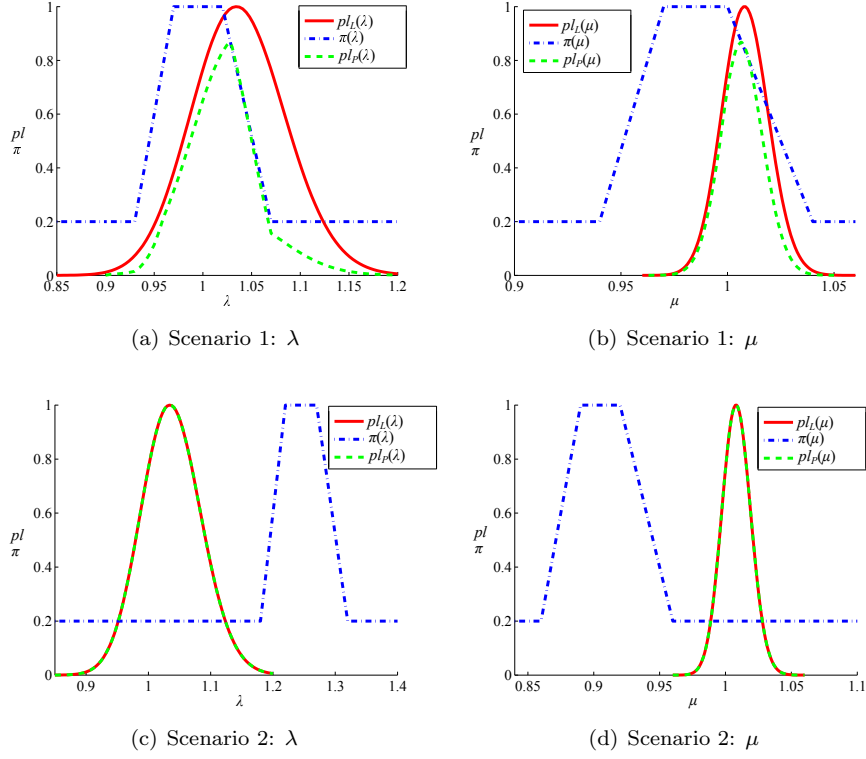 1
0.8
0.6
0.4
0.2
0
pl
π
0.85 0.9 0.95 1 1.05 1.1 1.15 1.2
λ
pl_L(λ)
π(λ)
pl_P(λ)
(a) Scenario 1: λ
1
0.8
0.6
0.4
0.2
0
pl
π
0.9 0.95 1 1.05
μ
pl_L(μ)
π(μ)
pl_P(μ)
(b) Scenario 1: μ
1
0.8
0.6
0.4
0.2
0
pl
π
0.9 1 1.1 1.2 1.3 1.4
λ
pl_L(λ)
π(λ)
pl_P(λ)
(c) Scenario 2: λ
1
0.8
0.6
0.4
0.2
0
pl
π
0.85 0.9 0.95 1 1.05 1.1
μ
pl_L(μ)
π(μ)
pl_P(μ)
(d) Scenario 2: μ